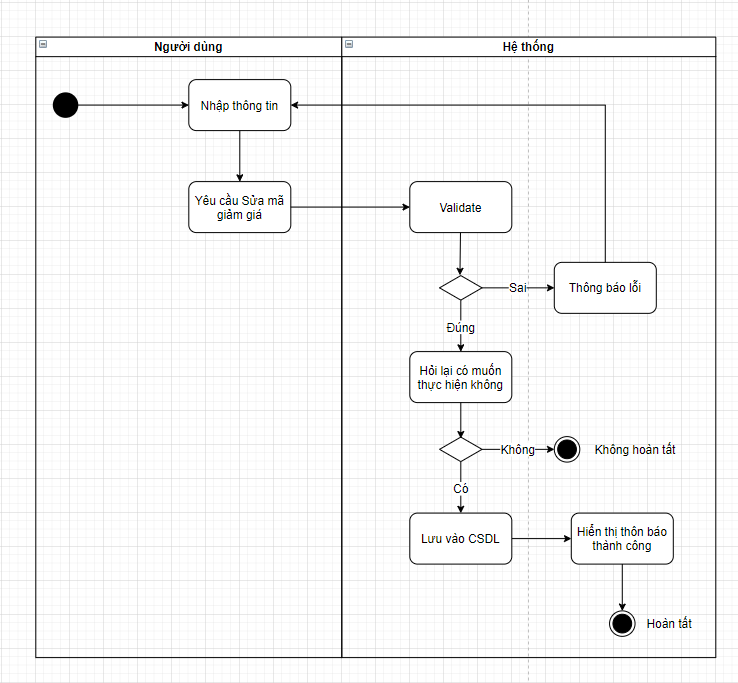 Người dùng
Hệ thống
Nhập thông tin
Yêu cầu Sửa mã
giảm giá
Validate
Sai
Thông báo lỗi
Đúng
Hỏi lại có muốn
thực hiện không
Không
Không hoàn tất
Có
Lưu vào CSDL
Hiển thị thôn báo
thành công
Hoàn tất